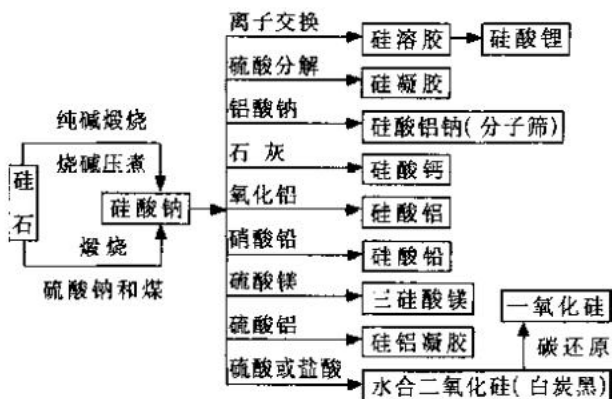 离子交换
硅溶胶
硅酸锂
硫酸分解
硅凝胶
纯碱煅烧
铝酸钠
硅酸铝钠(分子筛)
烧碱压煮
石灰
硅酸钙
硅石
硅酸钠
氧化铝
硅酸铝
煅烧
硝酸铅
硅酸铅
硫酸钠和煤
硫酸镁
三硅酸镁
一氧化硅
硫酸铝
硅铝凝胶
碳还原
硫酸或盐酸
水合二氧化硅(白炭黑)